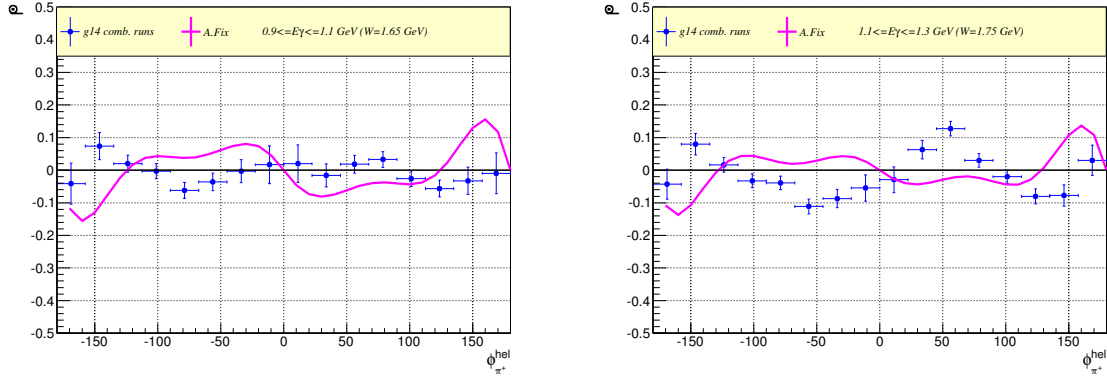 P⊙
0.5
g14 comb. runs A.Fix 0.9<=Eγ<=1.1 GeV (W=1.65 GeV)
0.4
0.3
0.2
0.1
0
-0.1
-0.2
-0.3
-0.4
-0.5
-150 -100 -50 0 50 100 150
ϕ hel π+
P⊙
0.5
g14 comb. runs A.Fix 1.1<=Eγ<=1.3 GeV (W=1.75 GeV)
0.4
0.3
0.2
0.1
0
-0.1
-0.2
-0.3
-0.4
-0.5
-150 -100 -50 0 50 100 150
ϕ hel π+